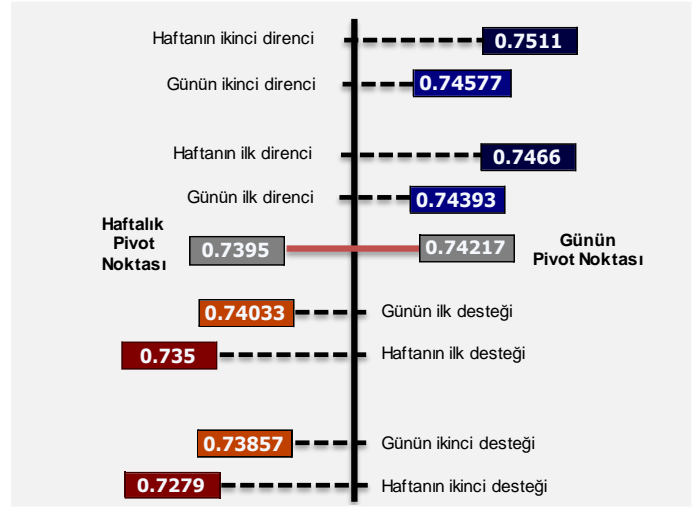 Haftanın ikinci direnci
0.7511
Günün ikinci direnci
0.74577
Haftanın ilk direnci
0.7466
Günün ilk direnci
0.74393
Haftalık
Pivot
Noktası
0.7395
0.74217
Günün
Pivot Noktası
0.74033
Günün ilk desteği
0.735
Haftanın ilk desteği
0.73857
Günün ikinci desteği
0.7279
Haftanın ikinci desteği